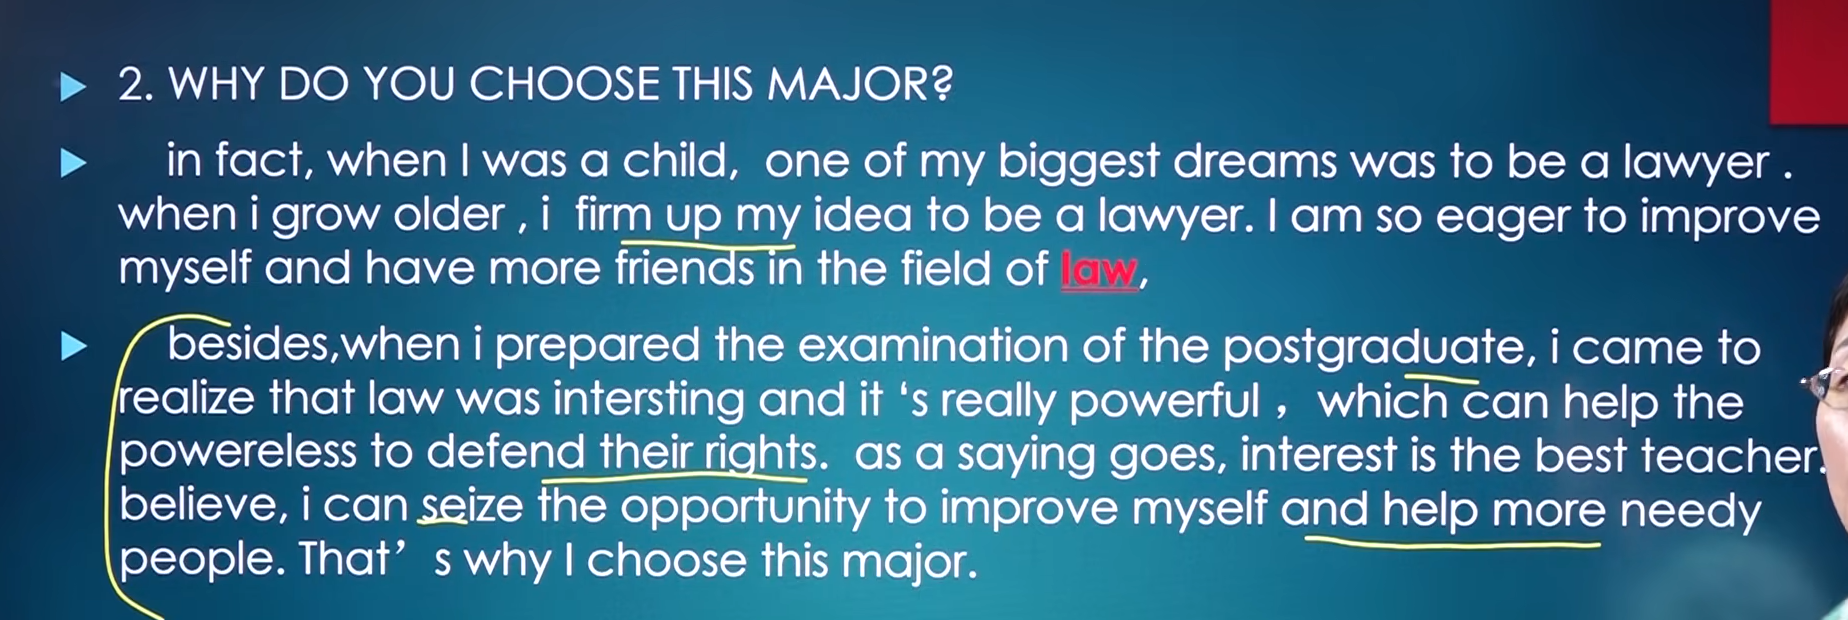 2. WHY DO YOU CHOOSE THIS MAJOR?
in fact, when I was a child, one of my biggest dreams was to be a lawyer .
when i grow older , i firm up my idea to be a lawyer. I am so eager to improve
myself and have more friends in the field of law,
besides,when i prepared the examination of the postgraduate, i came to
realize that law was intersting and it ‘s really powerful ， which can help the
powereless to defend their rights. as a saying goes, interest is the best teacher.
believe, i can seize the opportunity to improve myself and help more needy
people. That’ s why I choose this major.